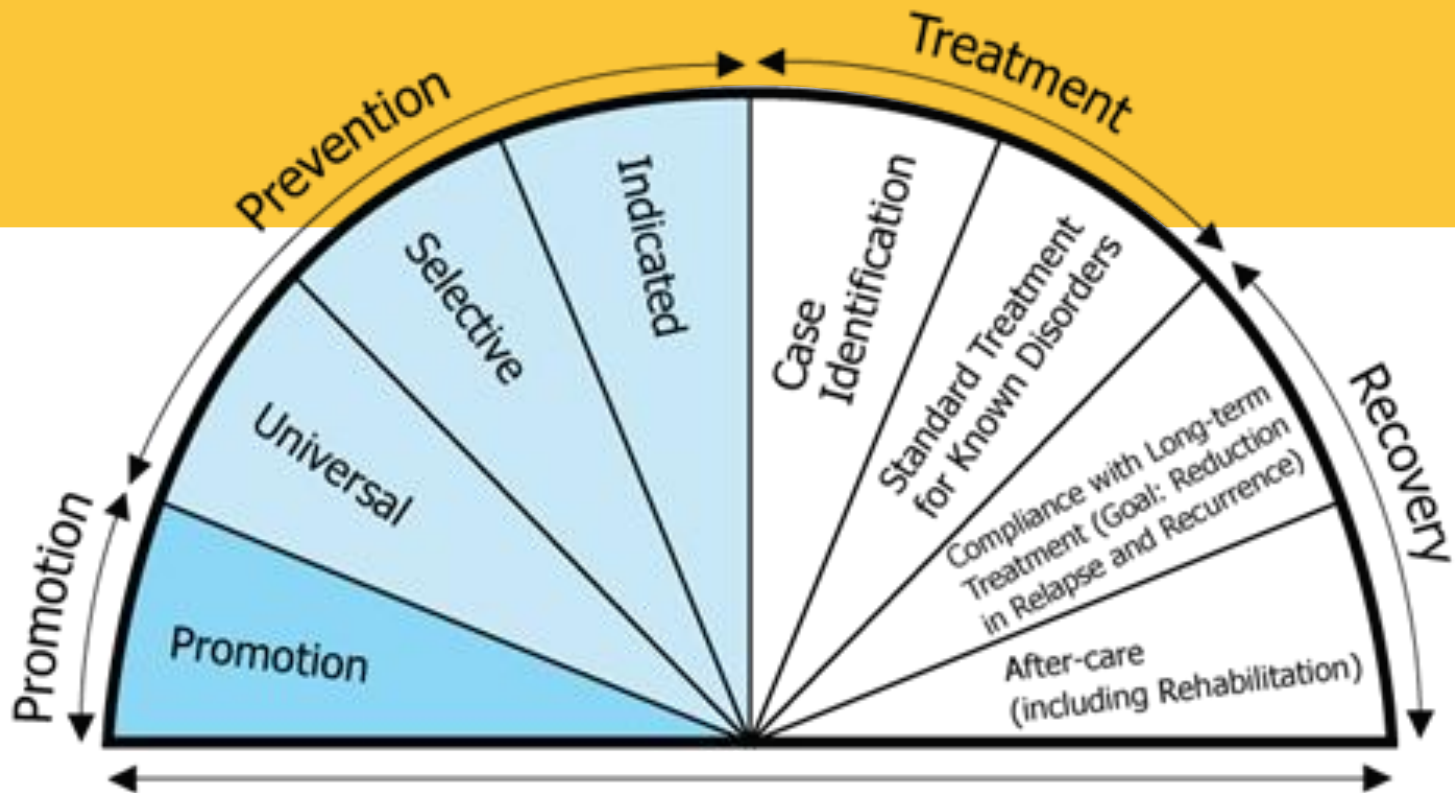 Promotion
Prevention
Treatment
Recovery
Promotion
Universal
Selective
Indicated
Case
Identification
Standard Treatment
for Known Disorders
Compliance with Long-term
Treatment (Goal: Reduction
in Relapse and Recurrence)
After-care
(including Rehabilitation)